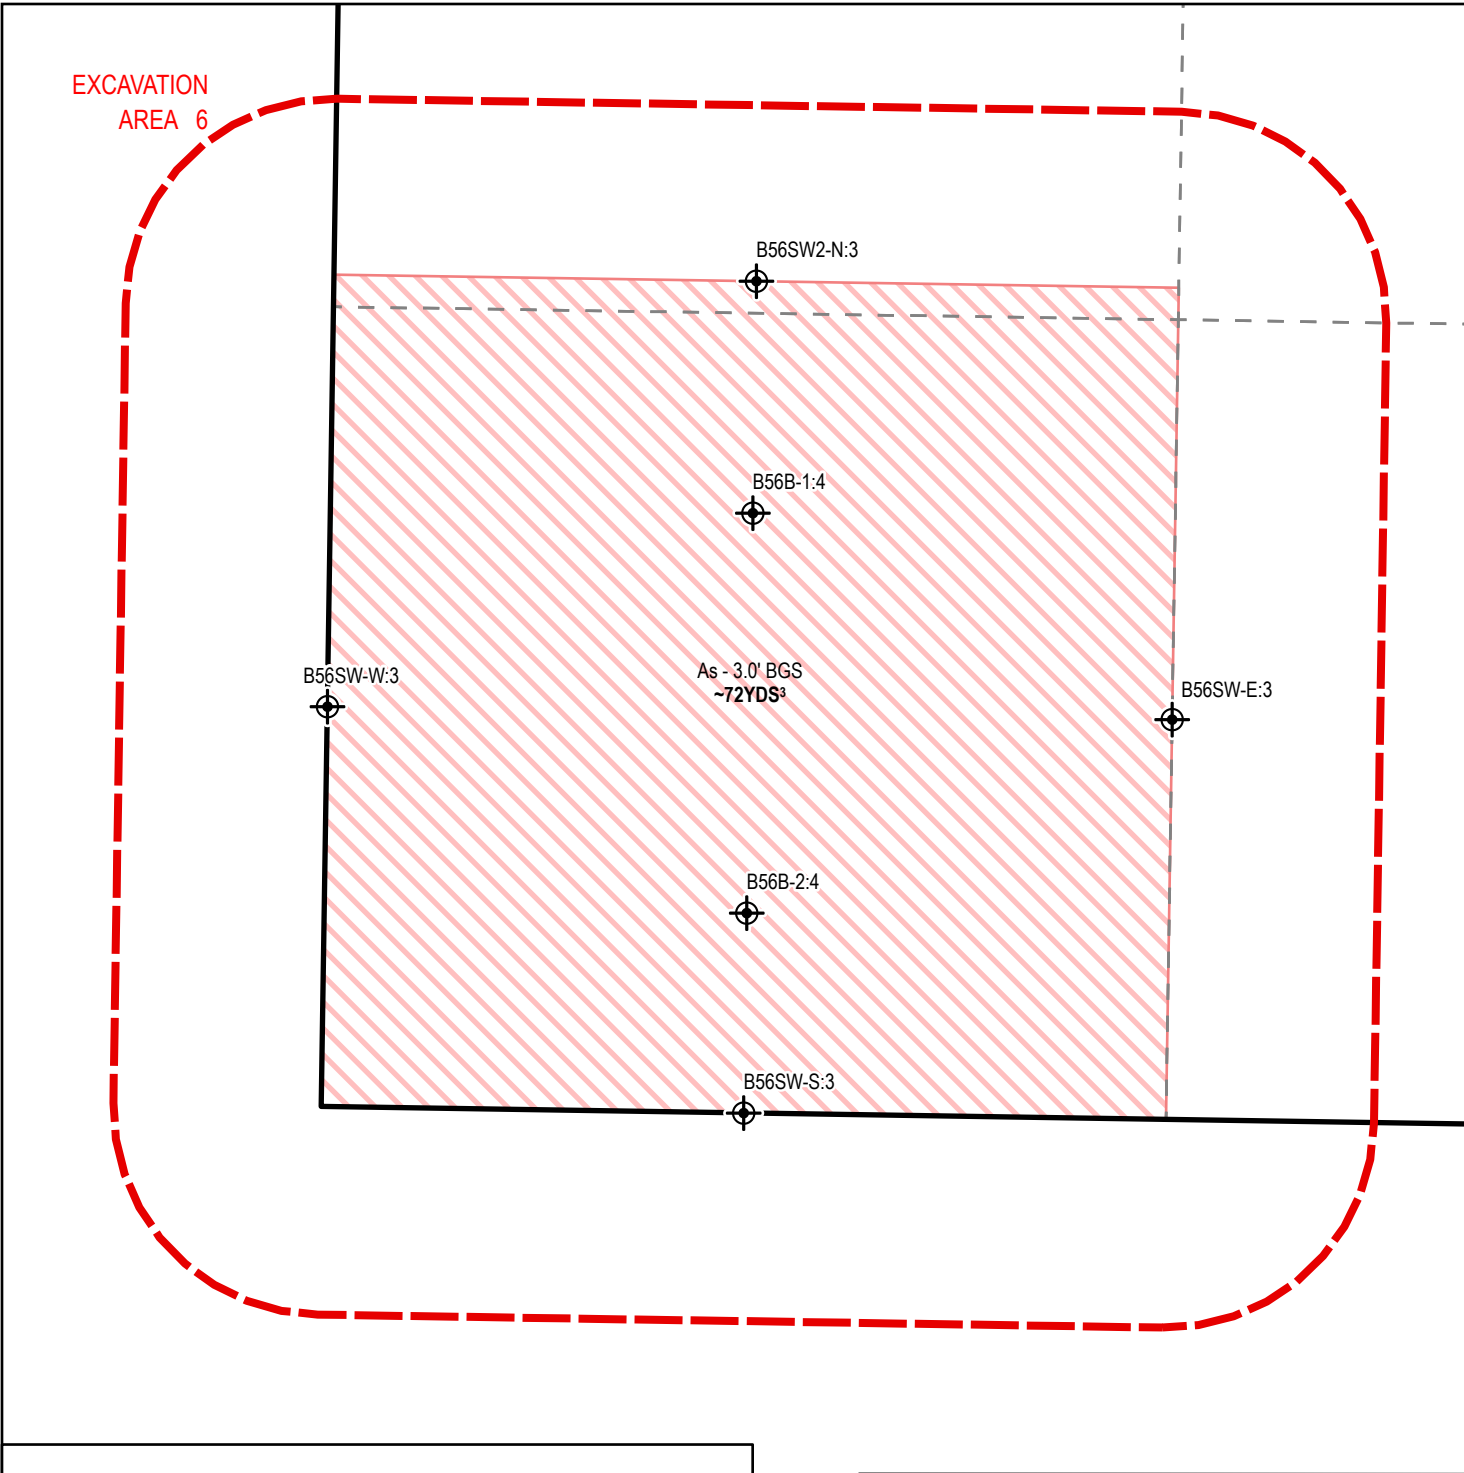 EXCAVATION
AREA 6
B56SW2-N:3
B56B-1:4
As - 3.0' BGS
~72YDS³
B56SW-W:3
B56SW-E:3
B56B-2:4
B56SW-S:3